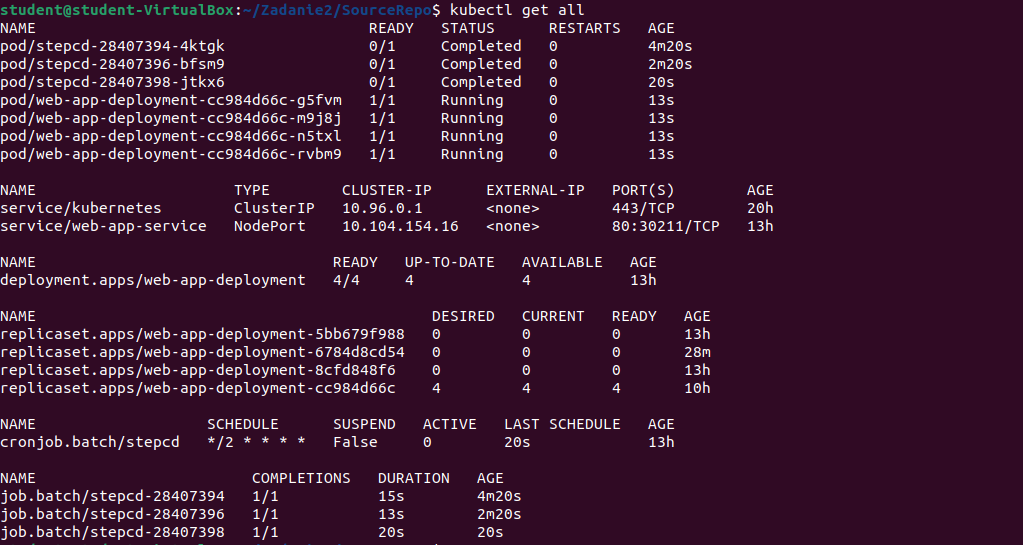 student@student-VirtualBox:~/Zadanie2/SourceRepo$ kubectl get all
NAME READY STATUS RESTARTS AGE
pod/stepcd-28407394-4ktgk 0/1 Completed 0 4m20s
pod/stepcd-28407396-bfsm9 0/1 Completed 0 2m20s
pod/stepcd-28407398-jtkx6 0/1 Completed 0 20s
pod/web-app-deployment-cc984d66c-g5fvm 1/1 Running 0 13s
pod/web-app-deployment-cc984d66c-m9j8j 1/1 Running 0 13s
pod/web-app-deployment-cc984d66c-n5txl 1/1 Running 0 13s
pod/web-app-deployment-cc984d66c-rvbm9 1/1 Running 0 13s
NAME TYPE CLUSTER-IP EXTERNAL-IP PORT(S) AGE
service/kubernetes ClusterIP 10.96.0.1 <none> 443/TCP 20h
service/web-app-service NodePort 10.104.154.16 <none> 80:30211/TCP 13h
NAME READY UP-TO-DATE AVAILABLE AGE
deployment.apps/web-app-deployment 4/4 4 4 13h
NAME DESIRED CURRENT READY AGE
replicaset.apps/web-app-deployment-5bb679f988 0 0 0 13h
replicaset.apps/web-app-deployment-6784d8cd54 0 0 0 28m
replicaset.apps/web-app-deployment-8cfd848f6 0 0 0 13h
replicaset.apps/web-app-deployment-cc984d66c 4 4 4 10h
NAME SCHEDULE SUSPEND ACTIVE LAST SCHEDULE AGE
cronjob.batch/stepcd */2 * * * * False 0 20s 13h
NAME COMPLETIONS DURATION AGE
job.batch/stepcd-28407394 1/1 15s 4m20s
job.batch/stepcd-28407396 1/1 13s 2m20s
job.batch/stepcd-28407398 1/1 20s 20s